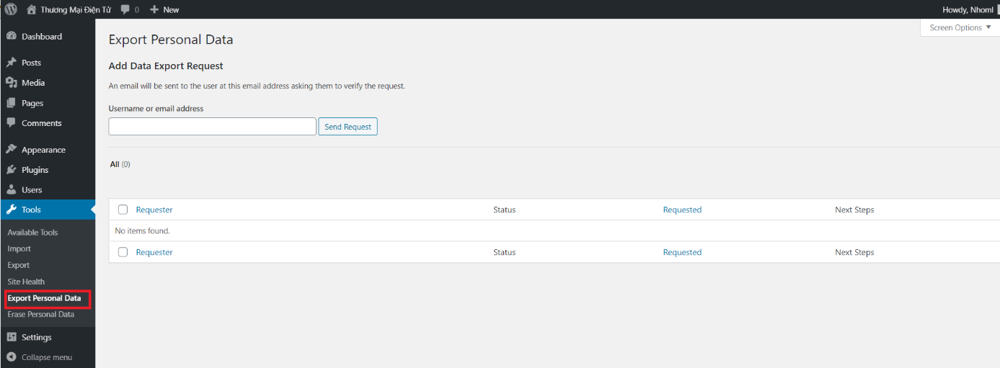 Thương Mại Điện Tử 0 New Howdy, Nhoml
Screen Options
Dashboard
Posts
Media
Pages
Comments
Appearance
Plugins
Users
Tools
Available Tools
Import
Export
Site Health
Export Personal Data
Erase Personal Data
Settings
Collapse menu
Export Personal Data
Add Data Export Request
An email will be sent to the user at this email address asking them to verify the request.
Username or email address
Send Request
All (0)
Requester Status Requested Next Steps
No items found.
Requester Status Requested Next Steps